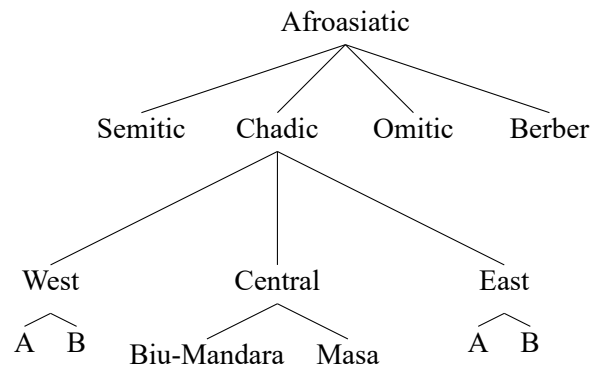 Afroasiatic
Semitic Chadic Omitic Berber
West Central East
A B Biu-Mandara Masa A B